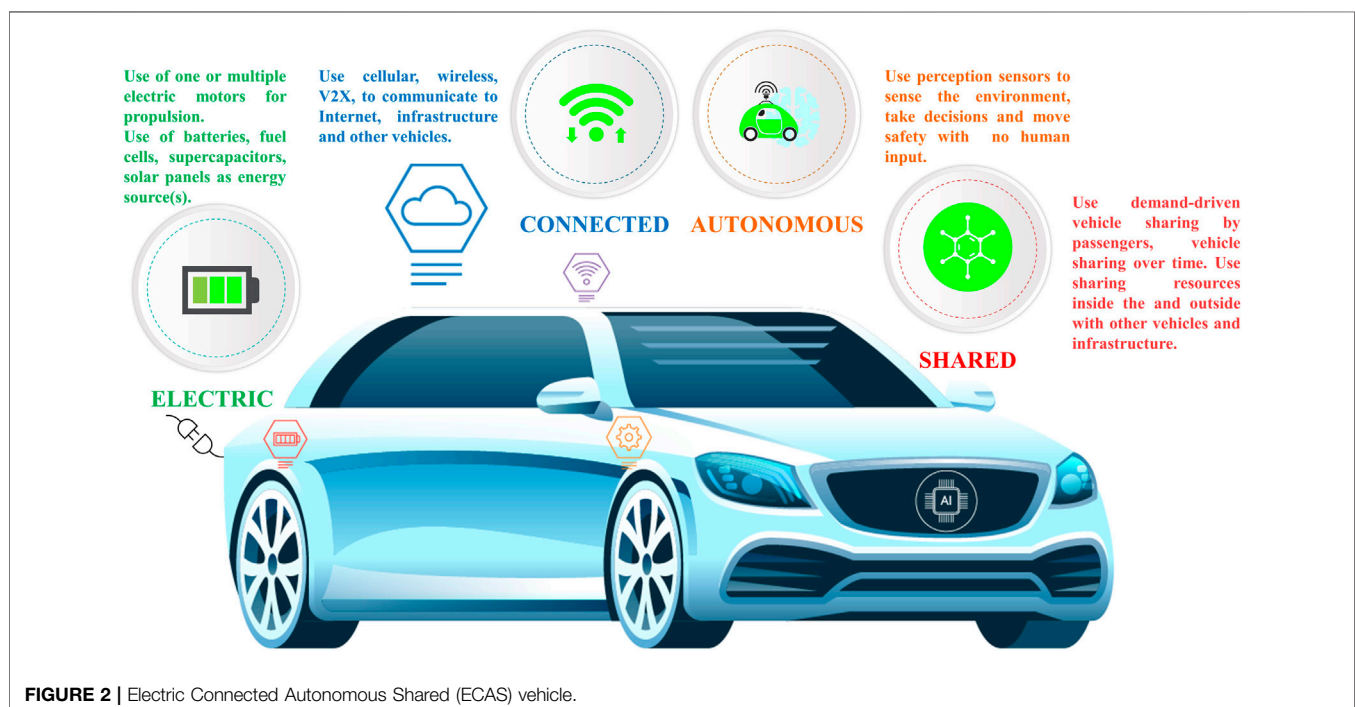 Use of one or multiple
electric motors for
propulsion.
Use of batteries, fuel
cells, supercapacitors,
solar panels as energy
source(s).
ELECTRIC
Use cellular, wireless,
V2X, to communicate to
Internet, infrastructure
and other vehicles.
CONNECTED
AUTONOMOUS
Use perception sensors to
sense the environment,
take decisions and move
safety with no human
input.
SHARED
Use demand-driven
vehicle sharing by
passengers, vehicle
sharing over time. Use
sharing resources
inside the and outside
with other vehicles and
infrastructure.
AI
FIGURE 2 | Electric Connected Autonomous Shared (ECAS) vehicle.